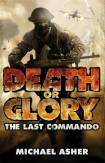 DEATH
OR
GLORY
THE LAST COMMANDO
MICHAEL ASHER